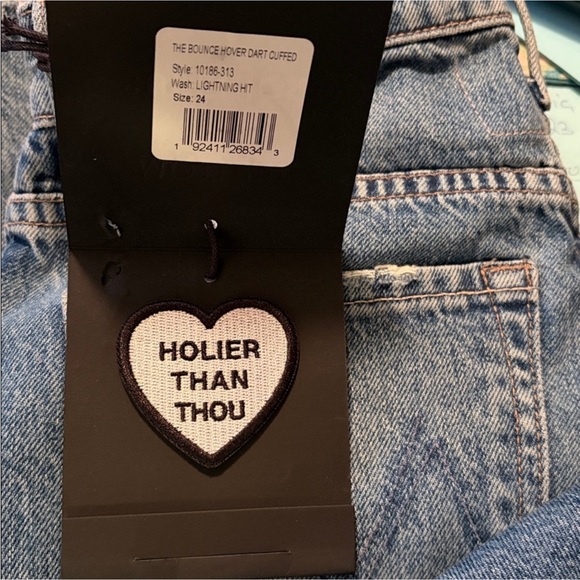 THE BOUNCE HOVER DART CUFFED
Style: 10186-313
Wash: LIGHTNING HIT
Size: 24
1 92411 26834 3
HOLIER
THAN
THOU